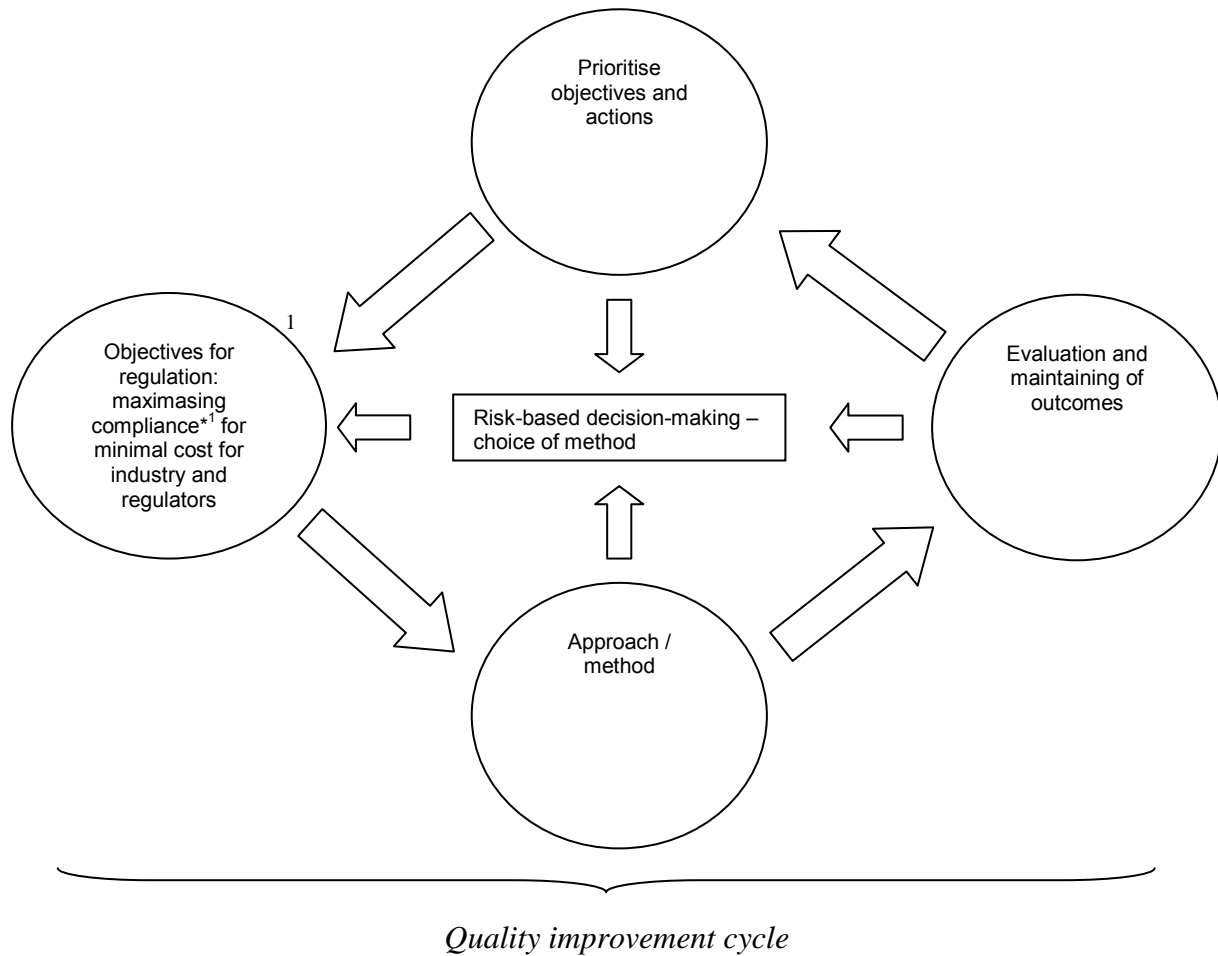 Prioritise
objectives and
actions
1
Objectives for
regulation:
maximasing
compliance*¹ for
minimal cost for
industry and
regulators
Risk-based decision-making –
choice of method
Evaluation and
maintaining of
outcomes
Approach /
method
Quality improvement cycle